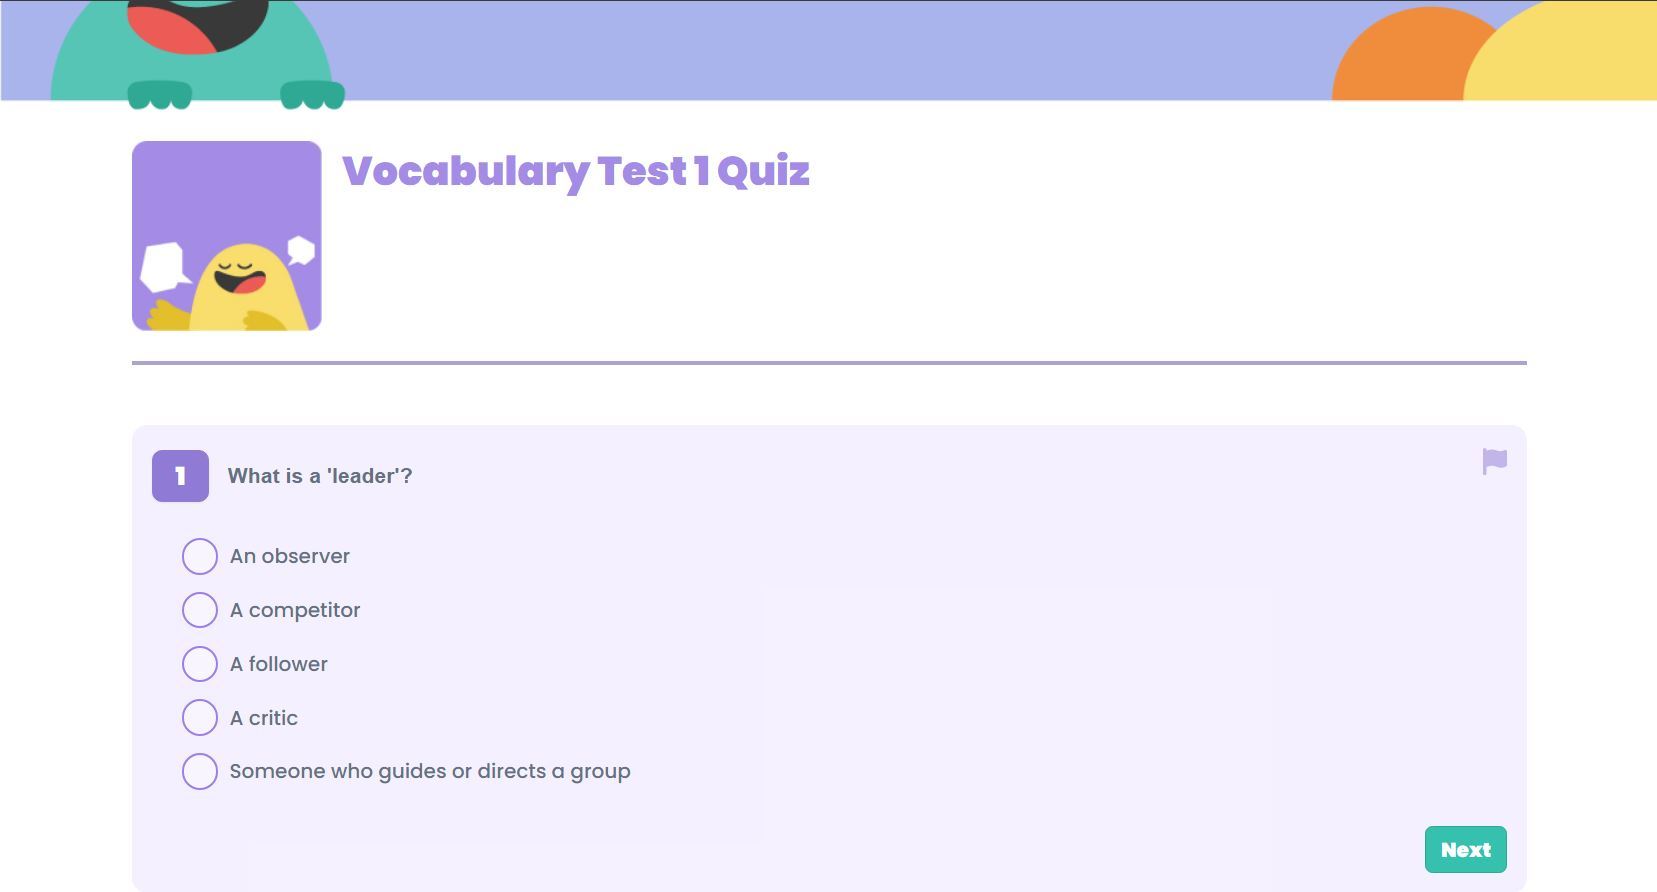 Vocabulary Test 1 Quiz
1
What is a 'leader'?
An observer
A competitor
A follower
A critic
Someone who guides or directs a group
Next